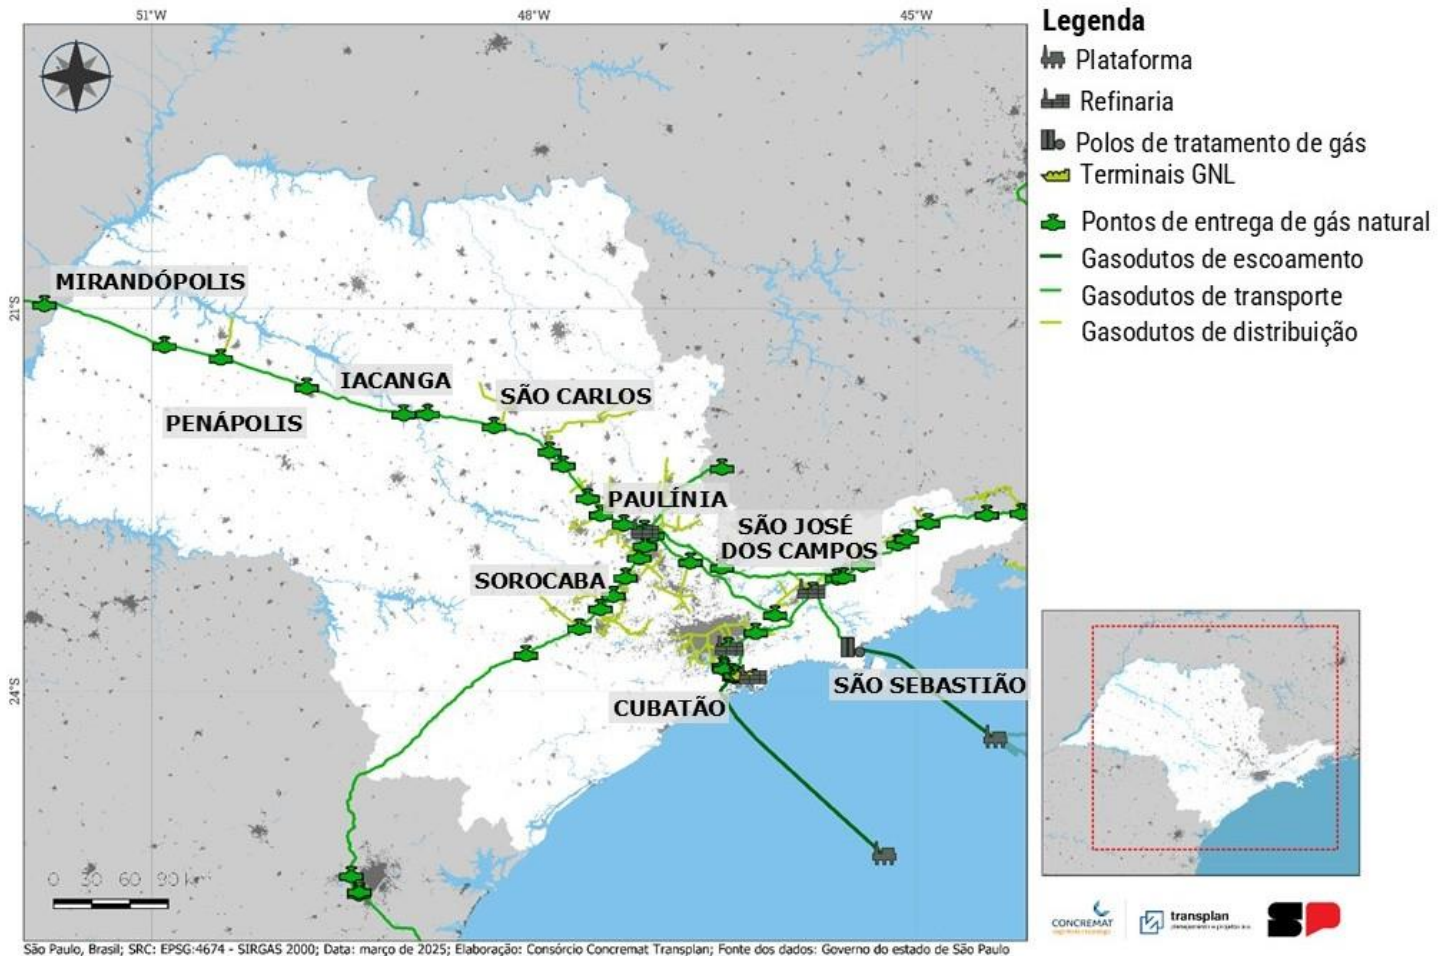 51°W
48°W
45°W
21°S
24°S
MIRANDÓPOLIS
PENÁPOLIS
IACANGA
SÃO CARLOS
PAULÍNIA
SÃO JOSÉ
DOS CAMPOS
SOROCABA
CUBATÃO
SÃO SEBASTIÃO
0 30 60 90 k
São Paulo, Brasil; SRC: EPSG:4674 - SIRGAS 2000; Data: março de 2025; Elaboração: Consórcio Concremat Transplan; Fonte dos dados: Governo do estado de São Paulo
Legenda
Plataforma
Refinaria
Polos de tratamento de gás
Terminais GNL
Pontos de entrega de gás natural
Gasodutos de escoamento
Gasodutos de transporte
Gasodutos de distribuição
CONCREMAT
transplan
SP